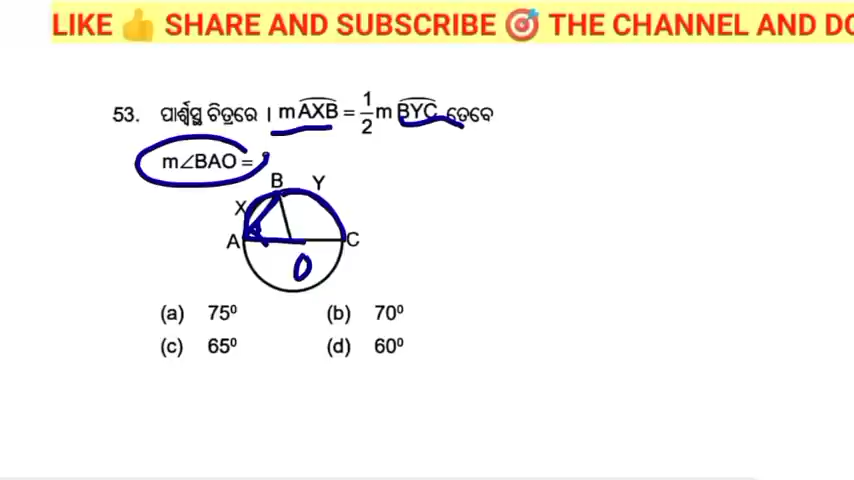 LIKE 👍 SHARE AND SUBSCRIBE 🎯 THE CHANNEL AND DO
53. ପାର୍ଶ୍ୱସ୍ଥ ଚିତ୍ରରେ । m AXB = 1/2 m BYC ତେବେ
m∠BAO = ?
B Y
X
A C
O
(a) 75⁰ (b) 70⁰
(c) 65⁰ (d) 60⁰